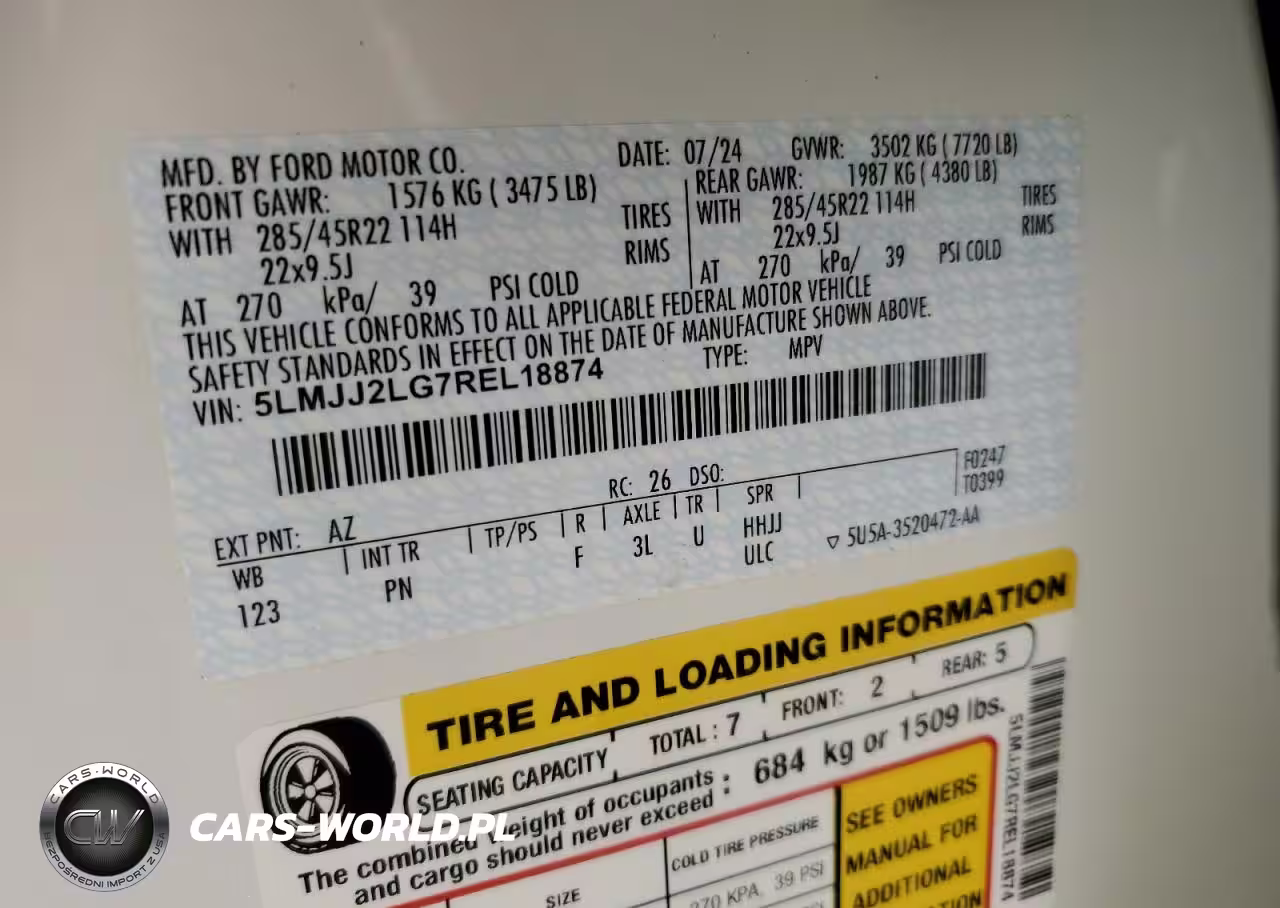 MFD. BY FORD MOTOR CO. DATE: 07/24 GVWR: 3502 KG ( 7720 LB)
FRONT GAWR: 1576 KG ( 3475 LB) REAR GAWR: 1987 KG ( 4380 LB)
WITH 285/45R22 114H TIRES WITH 285/45R22 114H TIRES
22x9.5J RIMS 22x9.5J RIMS
AT 270 kPa/ 39 PSI COLD AT 270 kPa/ 39 PSI COLD
THIS VEHICLE CONFORMS TO ALL APPLICABLE FEDERAL MOTOR VEHICLE
SAFETY STANDARDS IN EFFECT ON THE DATE OF MANUFACTURE SHOWN ABOVE.
VIN: 5LMJJ2LG7REL18874 TYPE: MPV
RC: 26 DSO:
F0247
T0399
EXT PNT: AZ
WB INT TR TP/PS R AXLE TR SPR
123 PN F 3L U HHJJ
ULC
▽ 5U5A-3520472-AA
TIRE AND LOADING INFORMATION
SEATING CAPACITY TOTAL : 7 FRONT: 2 REAR: 5
The combined weight of occupants : 684 kg or 1509 lbs.
and cargo should never exceed :
SIZE COLD TIRE PRESSURE SEE OWNERS
270 KPA, 39 PSI MANUAL FOR
ADDITIONAL
5LMJJ2LG7REL18874
CARS-WORLD
CW
BEZPOŚREDNI IMPORT Z USA
CARS-WORLD.PL